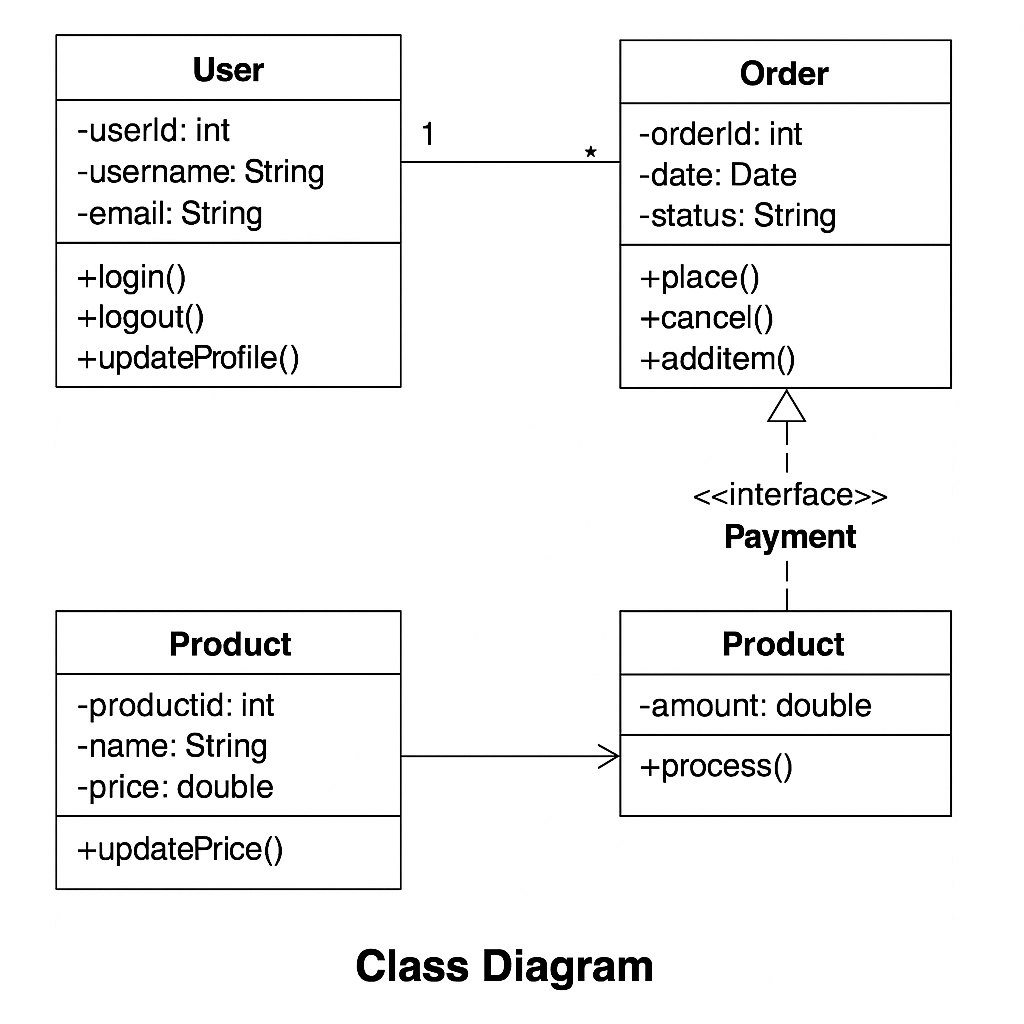 User
-userId: int
-username: String
-email: String
+login()
+logout()
+updateProfile()
1
*
Order
-orderId: int
-date: Date
-status: String
+place()
+cancel()
+additem()
<<interface>>
Payment
Product
-productid: int
-name: String
-price: double
+updatePrice()
Product
-amount: double
+process()
Class Diagram